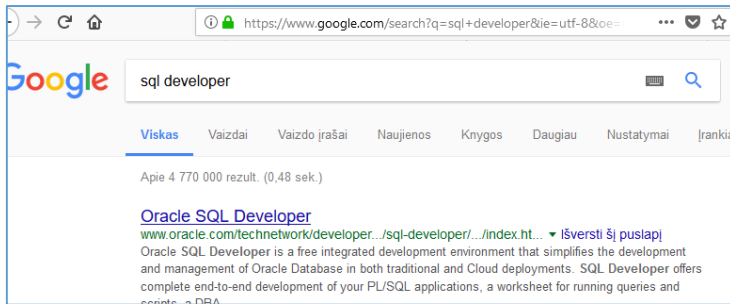 https://www.google.com/search?q=sql+developer&ie=utf-8&oe=
Google
sql developer
Viskas Vaizdai Vaizdo įrašai Naujienos Knygos Daugiau Nustatymai Įrankia
Apie 4 770 000 rezult. (0,48 sek.)
Oracle SQL Developer
www.oracle.com/technetwork/developer.../sql-developer/.../index.ht... ▾ Išversti šį puslapį
Oracle SQL Developer is a free integrated development environment that simplifies the development
and management of Oracle Database in both traditional and Cloud deployments. SQL Developer offers
complete end-to-end development of your PL/SQL applications, a worksheet for running queries and
scripts, a DBA